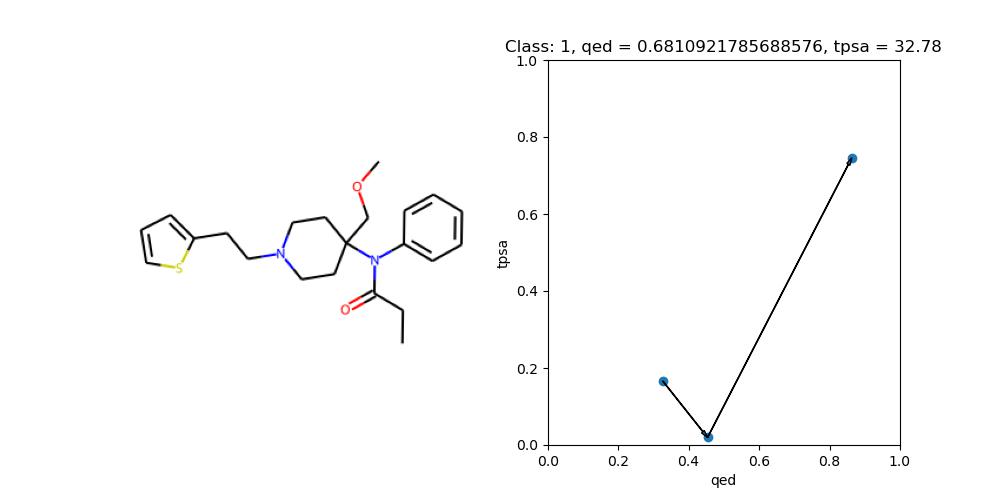 Class: 1, qed = 0.6810921785688576, tpsa = 32.78
1.0
0.8
0.6
0.4
0.2
0.0
tpsa
0.0 0.2 0.4 0.6 0.8 1.0
qed
O
N
N
S
O